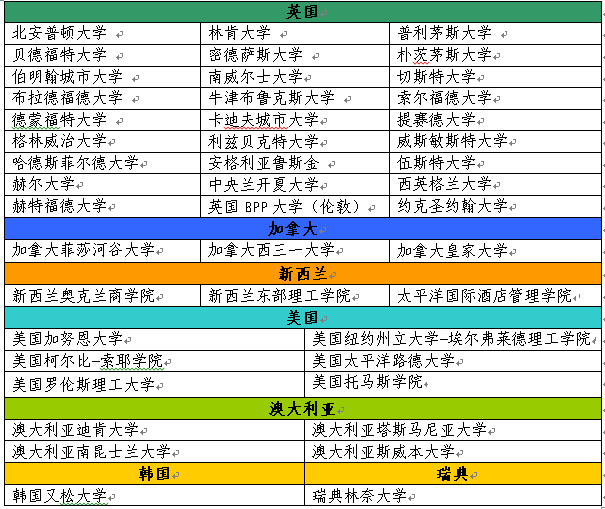 英国
北安普顿大学 林肯大学 普利茅斯大学
贝德福特大学 密德萨斯大学 朴茨茅斯大学
伯明翰城市大学 南威尔士大学 切斯特大学
布拉德福德大学 牛津布鲁克斯大学 索尔福德大学
德蒙福特大学 卡迪夫城市大学 提赛德大学
格林威治大学 利兹贝克特大学 威斯敏斯特大学
哈德斯菲尔德大学 安格利亚鲁斯金 伍斯特大学
赫尔大学 中央兰开夏大学 西英格兰大学
赫特福德大学 英国 BPP 大学（伦敦） 约克圣约翰大学
加拿大
加拿大菲莎河谷大学 加拿大西三一大学 加拿大皇家大学
新西兰
新西兰奥克兰商学院 新西兰东部理工学院 太平洋国际酒店管理学院
美国
美国加努恩大学 美国纽约州立大学–埃尔弗莱德理工学院
美国柯尔比–索耶学院 美国太平洋路德大学
美国罗伦斯理工大学 美国托马斯学院
澳大利亚
澳大利亚迪肯大学 澳大利亚塔斯马尼亚大学
澳大利亚南昆士兰大学 澳大利亚斯威本大学
韩国 瑞典
韩国又松大学 瑞典林奈大学